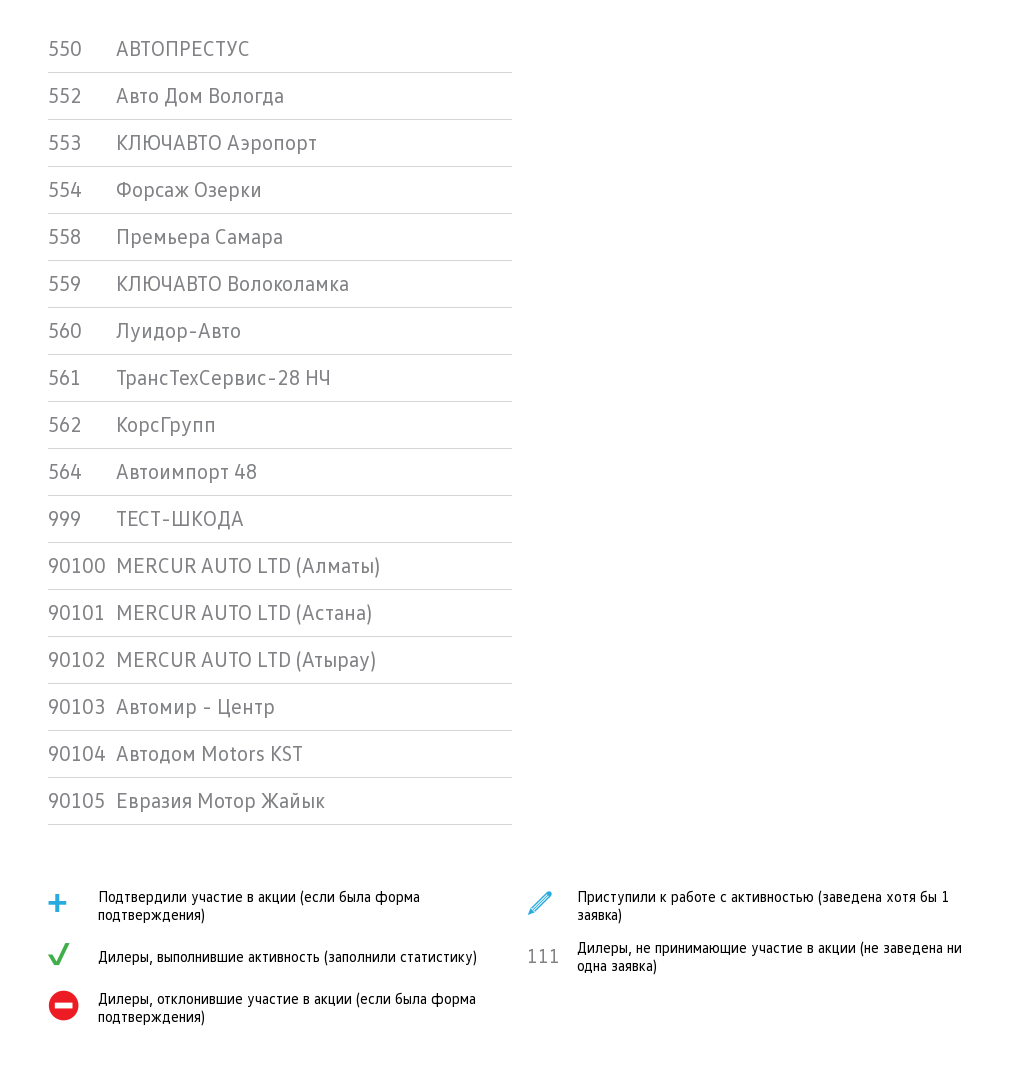 550 АВТОПРЕСТУС
552 Авто Дом Вологда
553 КЛЮЧАВТО Аэропорт
554 Форсаж Озерки
558 Премьера Самара
559 КЛЮЧАВТО Волоколамка
560 Луидор-Авто
561 ТрансТехСервис-28 НЧ
562 КорсГрупп
564 Автоимпорт 48
999 ТЕСТ-ШКОДА
90100 MERCUR AUTO LTD (Алматы)
90101 MERCUR AUTO LTD (Астана)
90102 MERCUR AUTO LTD (Атырау)
90103 Автомир - Центр
90104 Автодом Motors KST
90105 Евразия Мотор Жайык
Подтвердили участие в акции (если была форма
подтверждения)
Дилеры, выполнившие активность (заполнили статистику)
Дилеры, отклонившие участие в акции (если была форма
подтверждения)
Приступили к работе с активностью (заведена хотя бы 1
заявка)
111 Дилеры, не принимающие участие в акции (не заведена ни
одна заявка)